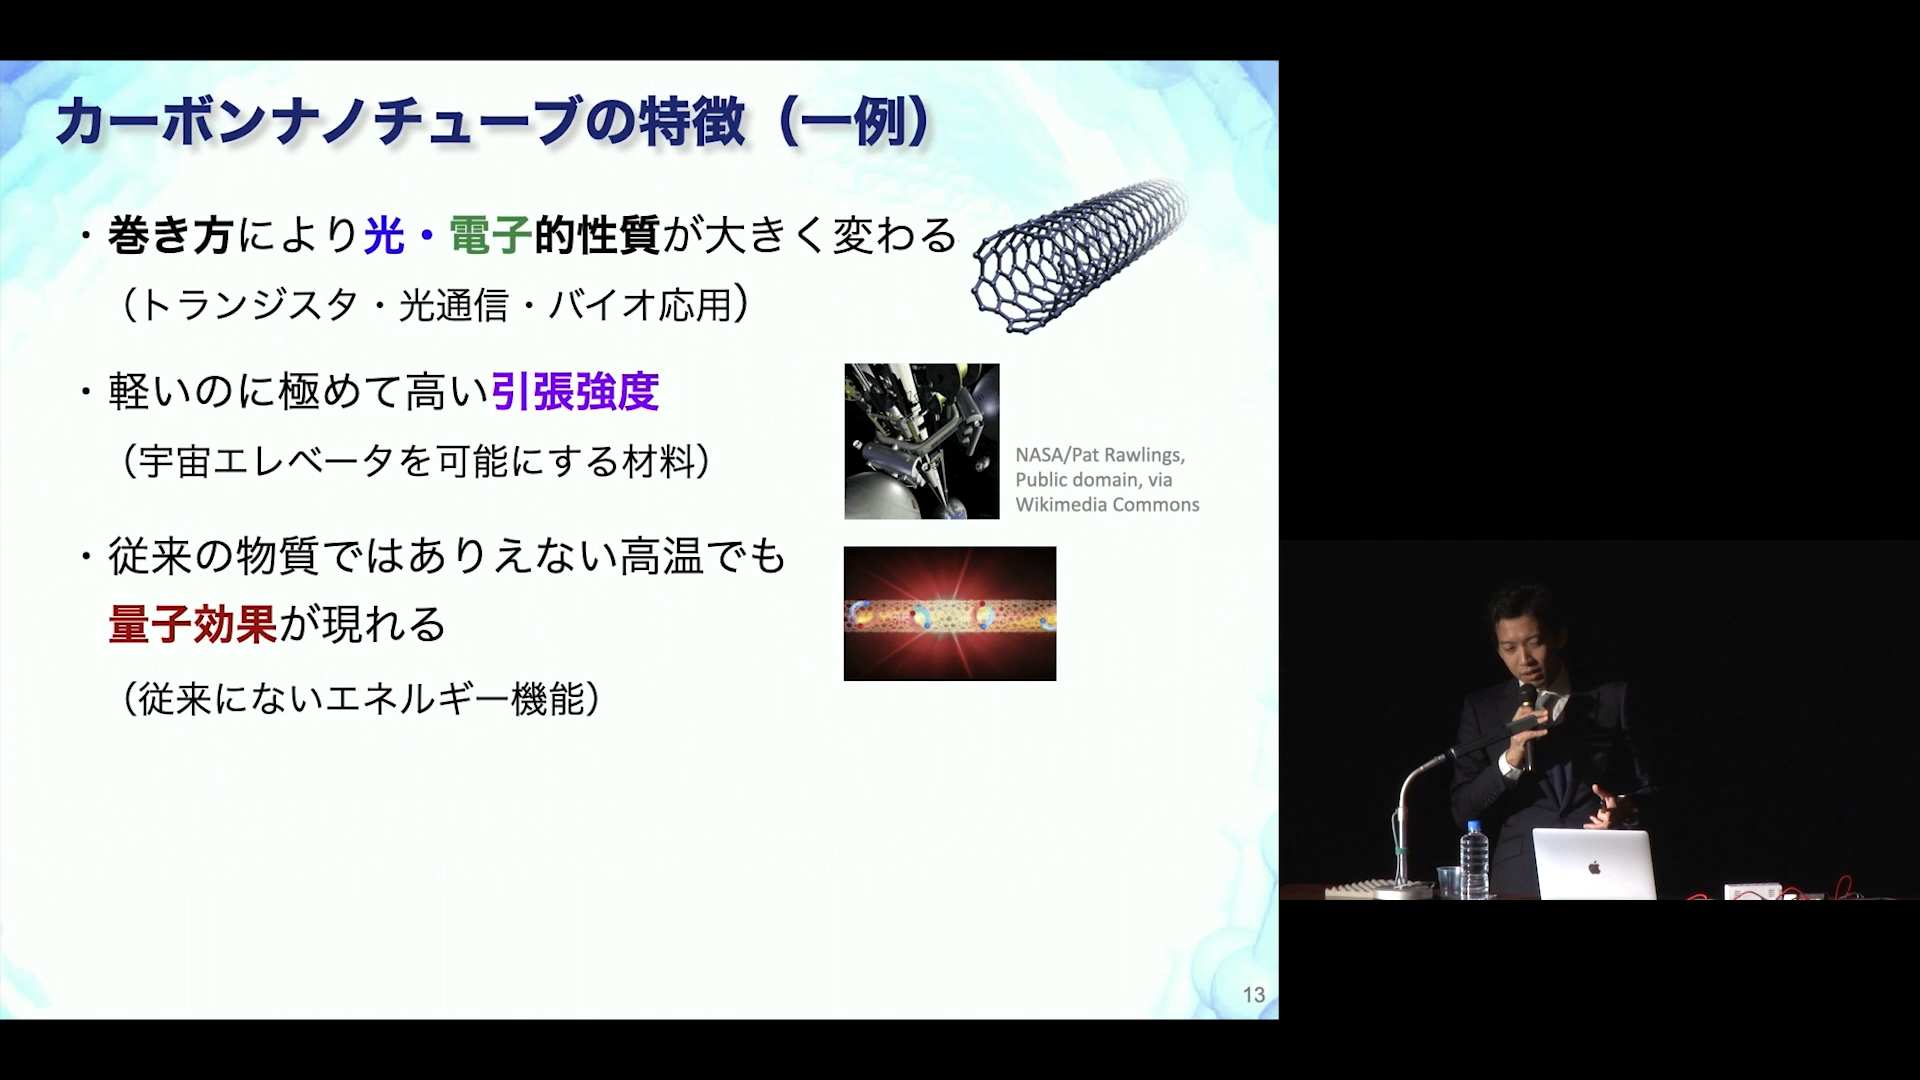 カーボンナノチューブの特徴（一例）
・巻き方により光・電子的性質が大きく変わる
（トランジスタ・光通信・バイオ応用）
・軽いのに極めて高い引張強度
（宇宙エレベータを可能にする材料）
NASA/Pat Rawlings,
Public domain, via
Wikimedia Commons
・従来の物質ではありえない高温でも
量子効果が現れる
（従来にないエネルギー機能）
13